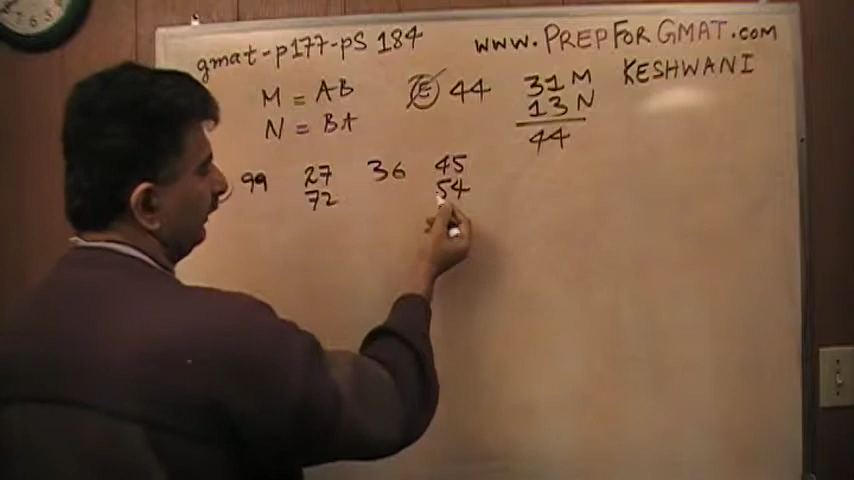 gmat-p177-pS 184
www.PREPFORGMAT.com
KESHWANI
M = AB
N = BA
E 44
31 M
13 N
44
99 27 36 45
72 54